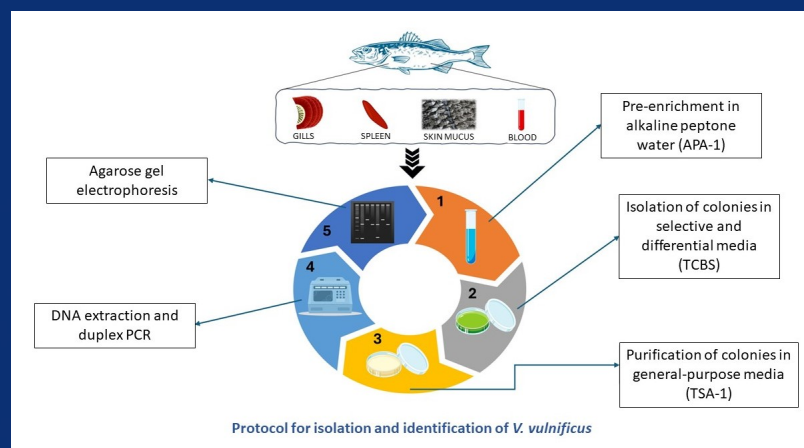 GILLS
SPLEEN
SKIN MUCUS
BLOOD
Pre-enrichment in
alkaline peptone
water (APA-1)
Agarose gel
electrophoresis
1
5
Isolation of colonies in
selective and
differential media
(TCBS)
4
2
DNA extraction and
duplex PCR
3
Purification of colonies in
general-purpose media
(TSA-1)
Protocol for isolation and identification of V. vulnificus